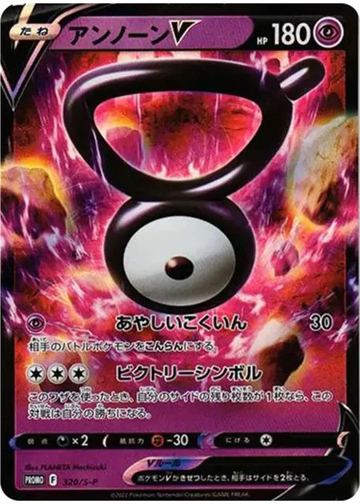 たね アンノーンV HP 180
あやしいこくいん 30
相手のバトルポケモンをこんらんにする。
ビクトリーシンボル
このワザを使ったとき、自分のサイドの残り枚数が1枚なら、この
対戦は自分の勝ちになる。
弱点 ×2 抵抗力 -30 にげる
Vルール
Illus. PLANETA Mochizuki
ポケモンVがきぜつしたとき、相手はサイドを2枚とる。
PROMO F 320/S-P
©2022 Pokémon/Nintendo/Creatures/GAME FREAK.